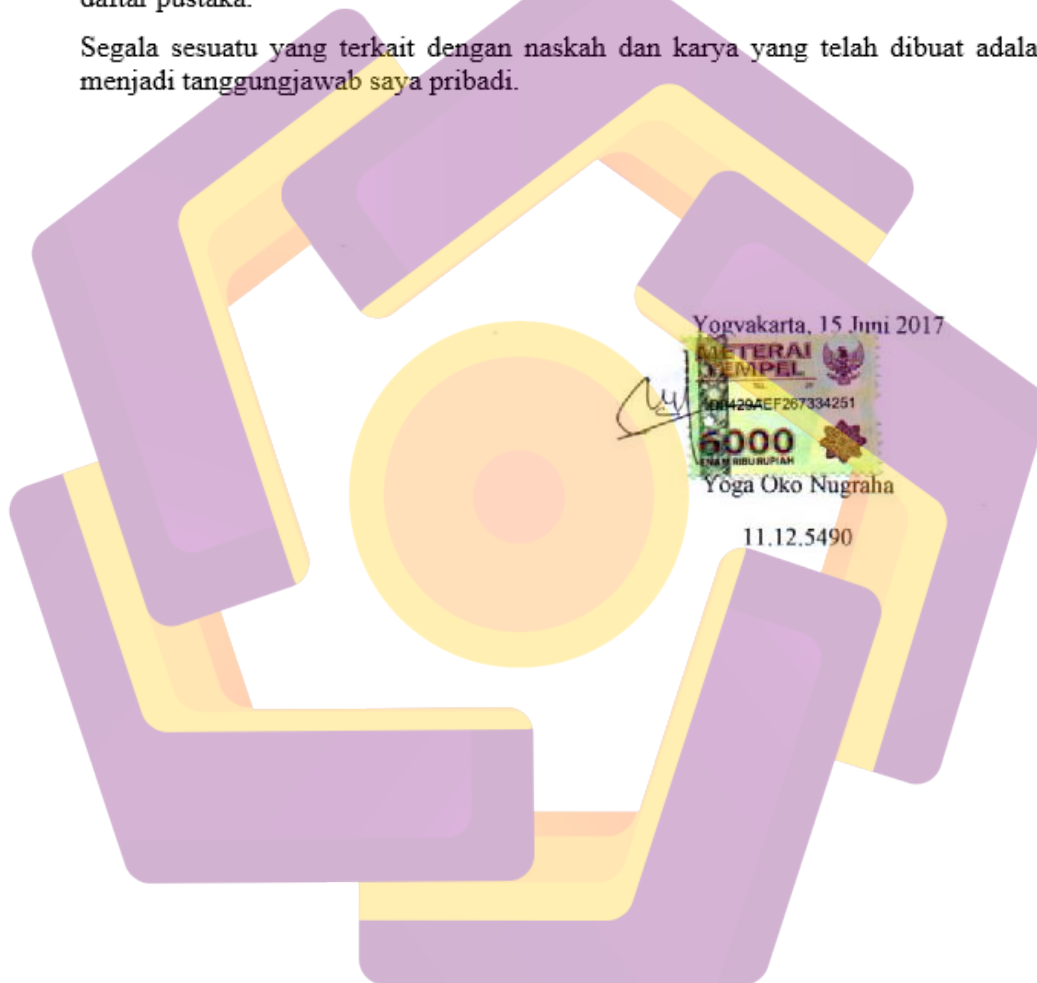 daftar pustaka.
Segala sesuatu yang terkait dengan naskah dan karya yang telah dibuat adala
menjadi tanggungjawab saya pribadi.
Yogyakarta, 15 Juni 2017
METERAI
TEMPEL
AEF267334251
6000
ENAM RIBU RUPIAH
Yoga Oko Nugraha
11.12.5490